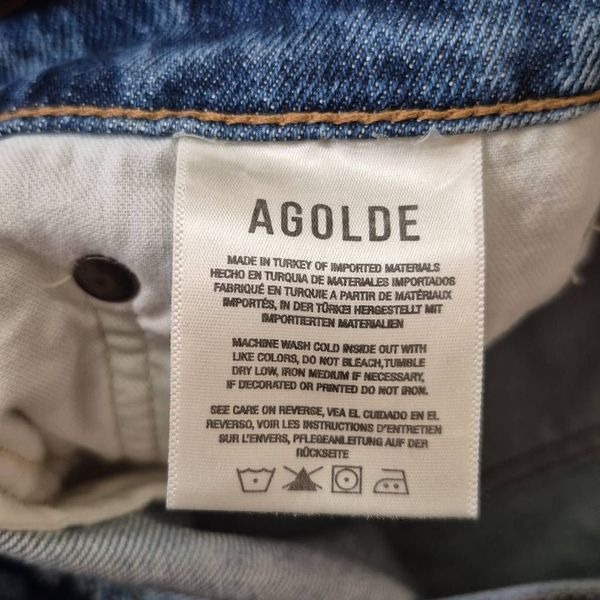 AGOLDE
MADE IN TURKEY OF IMPORTED MATERIALS
HECHO EN TURQUIA DE MATERIALES IMPORTADOS
FABRIQUÉ EN TURQUIE A PARTIR DE MATÉRIAUX
IMPORTÉS, IN DER TÜRKEI HERGESTELLT MIT
IMPORTIERTEN MATERIALIEN
MACHINE WASH COLD INSIDE OUT WITH
LIKE COLORS, DO NOT BLEACH,TUMBLE
DRY LOW, IRON MEDIUM IF NECESSARY,
IF DECORATED OR PRINTED DO NOT IRON.
SEE CARE ON REVERSE, VEA EL CUIDADO EN EL
REVERSO, VOIR LES INSTRUCTIONS D'ENTRETIEN
SUR L'ENVERS, PFLEGEANLEITUNG AUF DER
RÜCKSEITE